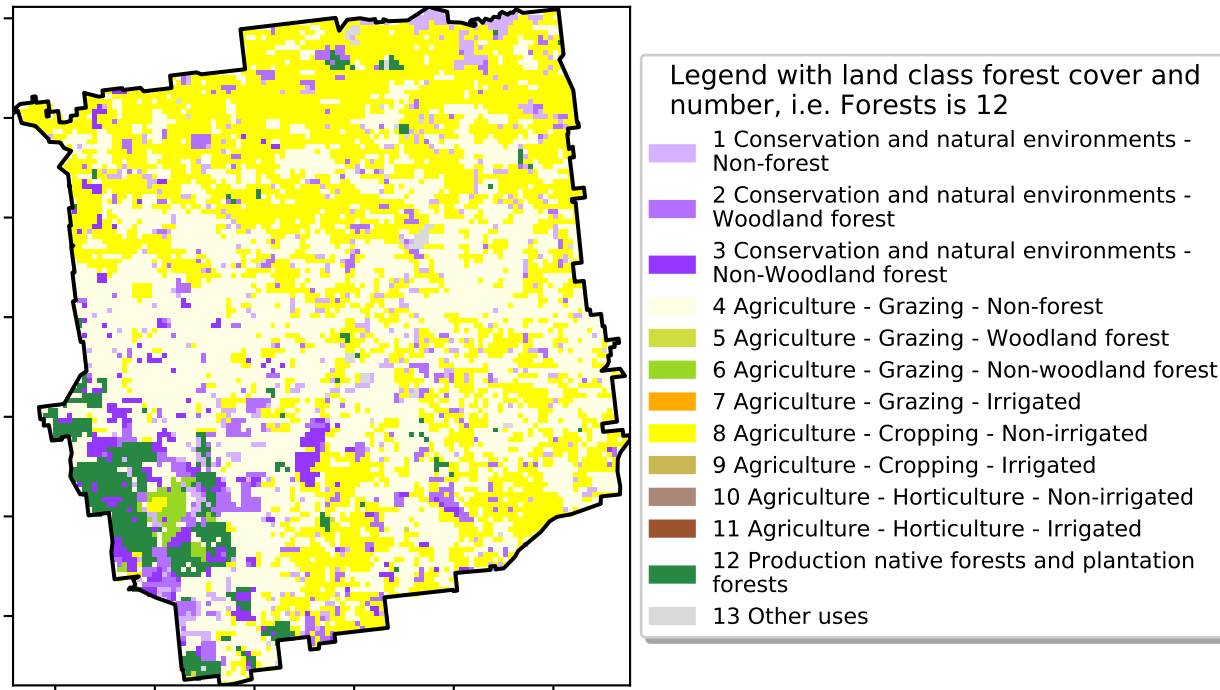 Legend with land class forest cover and
number, i.e. Forests is 12
1 Conservation and natural environments -
Non-forest
2 Conservation and natural environments -
Woodland forest
3 Conservation and natural environments -
Non-Woodland forest
4 Agriculture - Grazing - Non-forest
5 Agriculture - Grazing - Woodland forest
6 Agriculture - Grazing - Non-woodland forest
7 Agriculture - Grazing - Irrigated
8 Agriculture - Cropping - Non-irrigated
9 Agriculture - Cropping - Irrigated
10 Agriculture - Horticulture - Non-irrigated
11 Agriculture - Horticulture - Irrigated
12 Production native forests and plantation
forests
13 Other uses